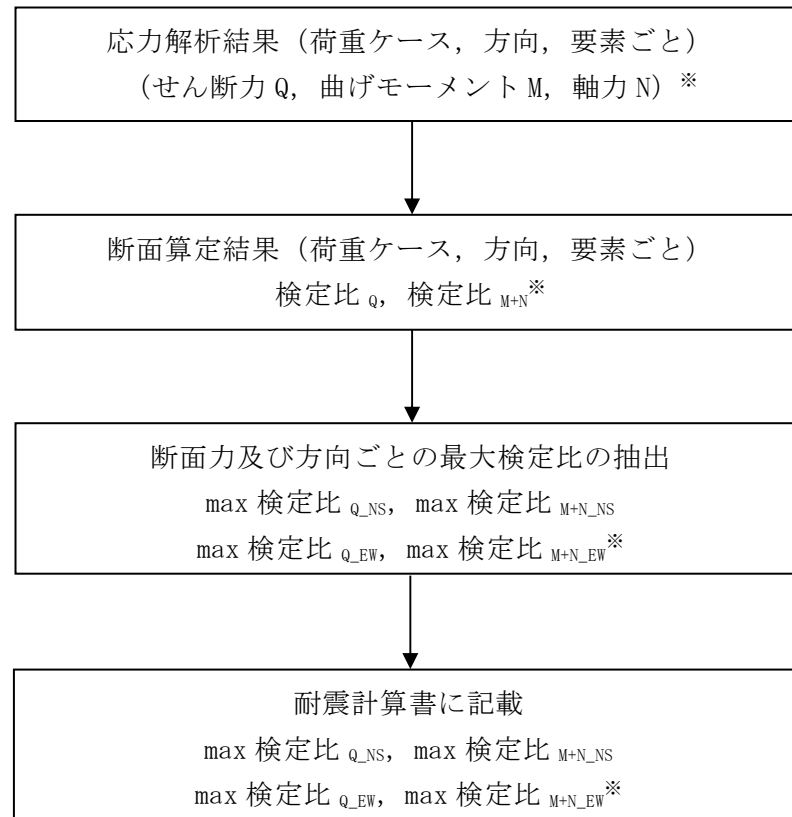 応力解析結果（荷重ケース，方向，要素ごと）
（せん断力 Q，曲げモーメント M，軸力 N）※
断面算定結果（荷重ケース，方向，要素ごと）
検定比 Q，検定比 M+N※
断面力及び方向ごとの最大検定比の抽出
max 検定比 Q_NS，max 検定比 M+N_NS
max 検定比 Q_EW，max 検定比 M+N_EW※
耐震計算書に記載
max 検定比 Q_NS，max 検定比 M+N_NS
max 検定比 Q_EW，max 検定比 M+N_EW※